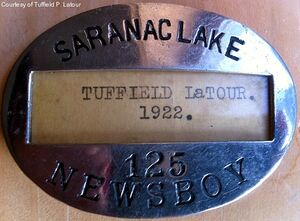 Courtesy of Tuffield P. Latour
SARANAC LAKE
TUFFIELD LaTOUR.
1922.
125
NEWSBOY